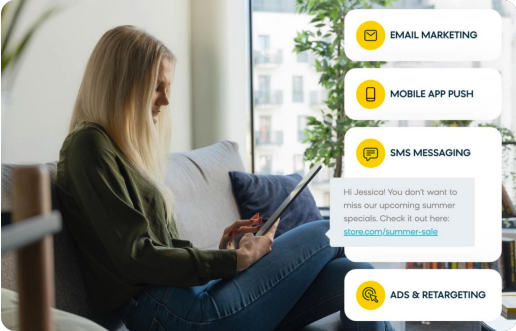 EMAIL MARKETING
MOBILE APP PUSH
SMS MESSAGING
Hi Jessica! You don't want to
miss our upcoming summer
specials. Check it out here:
store.com/summer-sale
ADS & RETARGETING